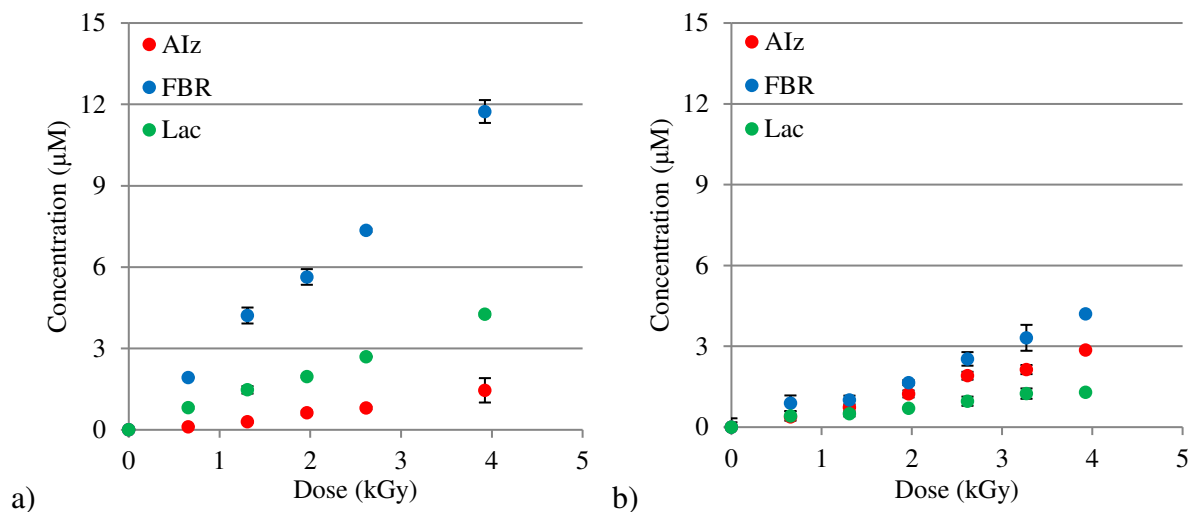 Concentration (µM)
15
12
9
6
3
0
AIz
FBR
Lac
0 1 2 3 4 5
Dose (kGy)
a)
Concentration (µM)
15
12
9
6
3
0
AIz
FBR
Lac
0 1 2 3 4 5
Dose (kGy)
b)